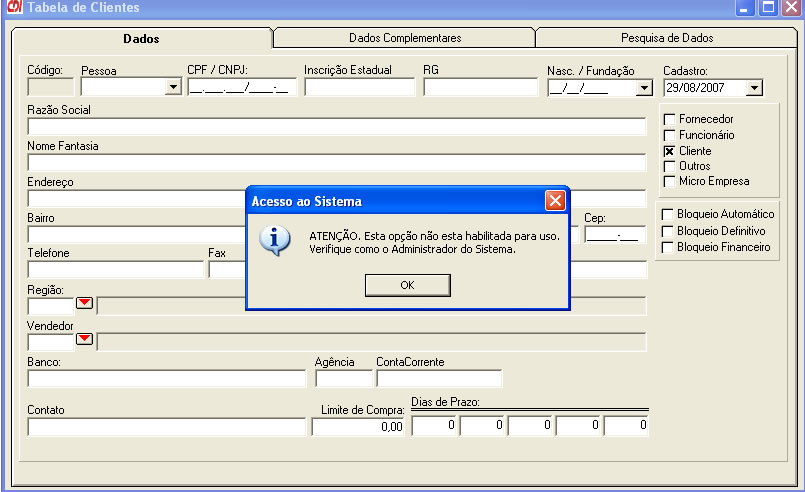 Tabela de Clientes
Dados
Dados Complementares
Pesquisa de Dados
Código: Pessoa CPF / CNPJ: Inscrição Estadual RG Nasc. / Fundação Cadastro:
__.___.___/____-__ __/__/____ 29/08/2007
Razão Social
Fornecedor
Funcionário
Cliente
Outros
Micro Empresa
Nome Fantasia
Endereço
Bairro
Cep:
_____-___
Bloqueio Automático
Bloqueio Definitivo
Bloqueio Financeiro
Acesso ao Sistema
ATENÇÃO. Esta opção não esta habilitada para uso.
Verifique como o Administrador do Sistema.
OK
Telefone Fax
Região:
Vendedor
Banco: Agência ContaCorrente
Contato Limite de Compra: Dias de Prazo:
0,00 0 0 0 0 0